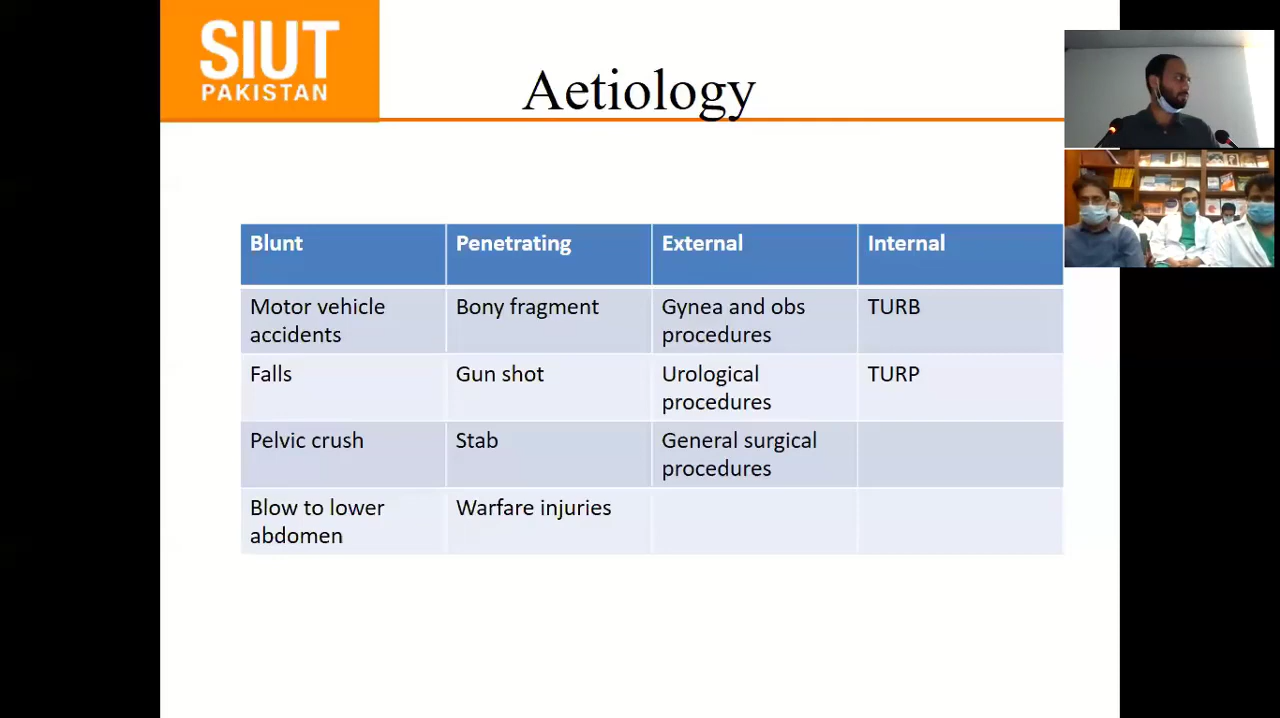 SIUT
PAKISTAN
Aetiology
Blunt Penetrating External Internal
Motor vehicle accidents Bony fragment Gynea and obs procedures TURB
Falls Gun shot Urological procedures TURP
Pelvic crush Stab General surgical procedures
Blow to lower abdomen Warfare injuries